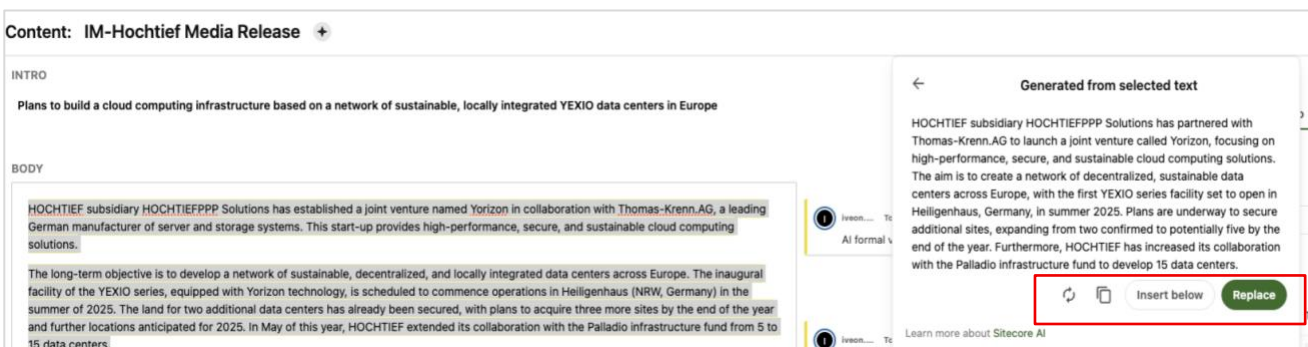 Content: IM-Hochtief Media Release +
INTRO
Plans to build a cloud computing infrastructure based on a network of sustainable, locally integrated YEXIO data centers in Europe
BODY
HOCHTIEF subsidiary HOCHTIEFPPP Solutions has established a joint venture named Yorizon in collaboration with Thomas-Krenn.AG, a leading
German manufacturer of server and storage systems. This start-up provides high-performance, secure, and sustainable cloud computing
solutions.
The long-term objective is to develop a network of sustainable, decentralized, and locally integrated data centers across Europe. The inaugural
facility of the YEXIO series, equipped with Yorizon technology, is scheduled to commence operations in Heiligenhaus (NRW, Germany) in the
summer of 2025. The land for two additional data centers has already been secured, with plans to acquire three more sites by the end of the year
and further locations anticipated for 2025. In May of this year, HOCHTIEF extended its collaboration with the Palladio infrastructure fund from 5 to
15 data centers.
I
iveon....
AI formal
I
iveon....
Generated from selected text
HOCHTIEF subsidiary HOCHTIEFPPP Solutions has partnered with
Thomas-Krenn.AG to launch a joint venture called Yorizon, focusing on
high-performance, secure, and sustainable cloud computing solutions.
The aim is to create a network of decentralized, sustainable data
centers across Europe, with the first YEXIO series facility set to open in
Heiligenhaus, Germany, in summer 2025. Plans are underway to secure
additional sites, expanding from two confirmed to potentially five by the
end of the year. Furthermore, HOCHTIEF has increased its collaboration
with the Palladio infrastructure fund to develop 15 data centers.
Insert below
Replace
Learn more about Sitecore AI